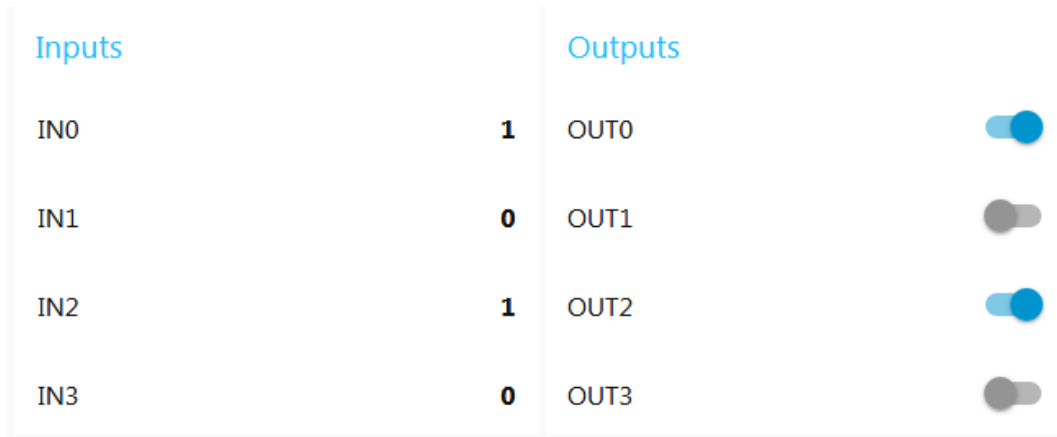 Inputs
IN0 1
IN1 0
IN2 1
IN3 0
Outputs
OUT0
OUT1
OUT2
OUT3